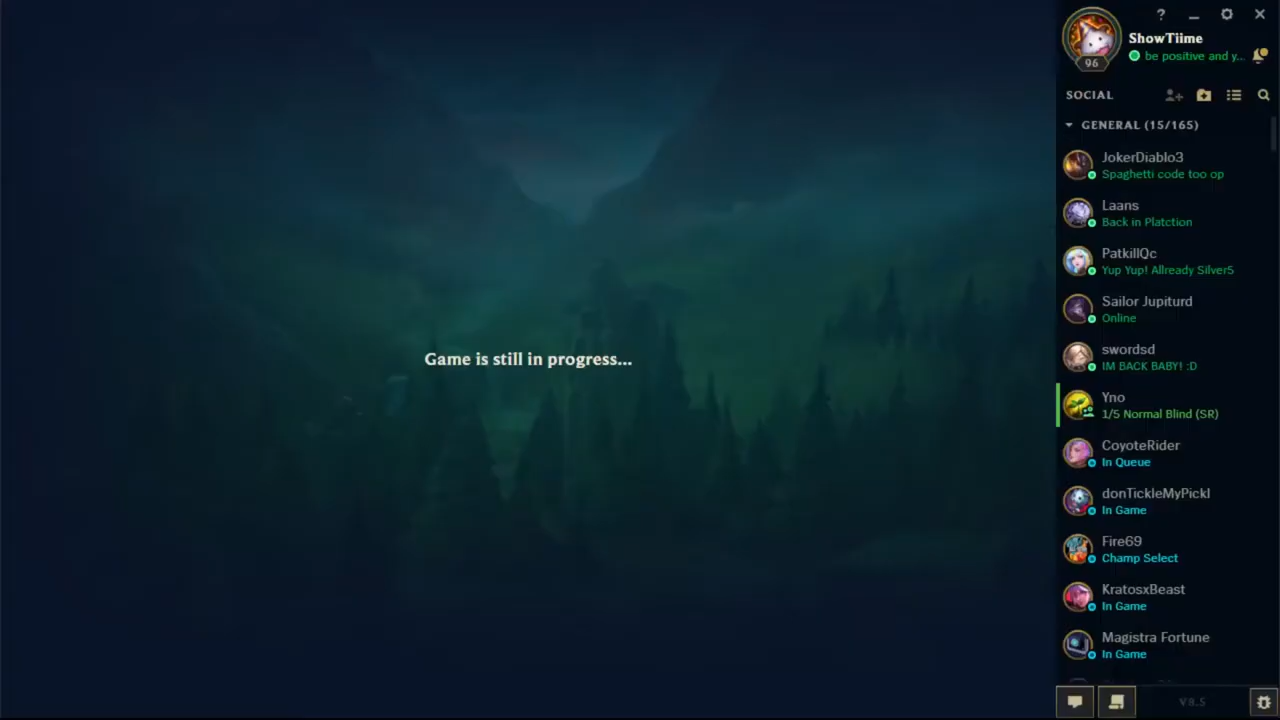 ?
ShowTiime
96
be positive and y...
SOCIAL
GENERAL (15/165)
JokerDiablo3
Spaghetti code too op
Laans
Back in Platction
PatkillQc
Yup Yup! Allready Silver5
Sailor Jupiturd
Online
swordsd
IM BACK BABY! :D
Yno
1/5 Normal Blind (SR)
CoyoteRider
In Queue
donTickleMyPickl
In Game
Fire69
Champ Select
KratosxBeast
In Game
Magistra Fortune
In Game
V8.5
Game is still in progress...